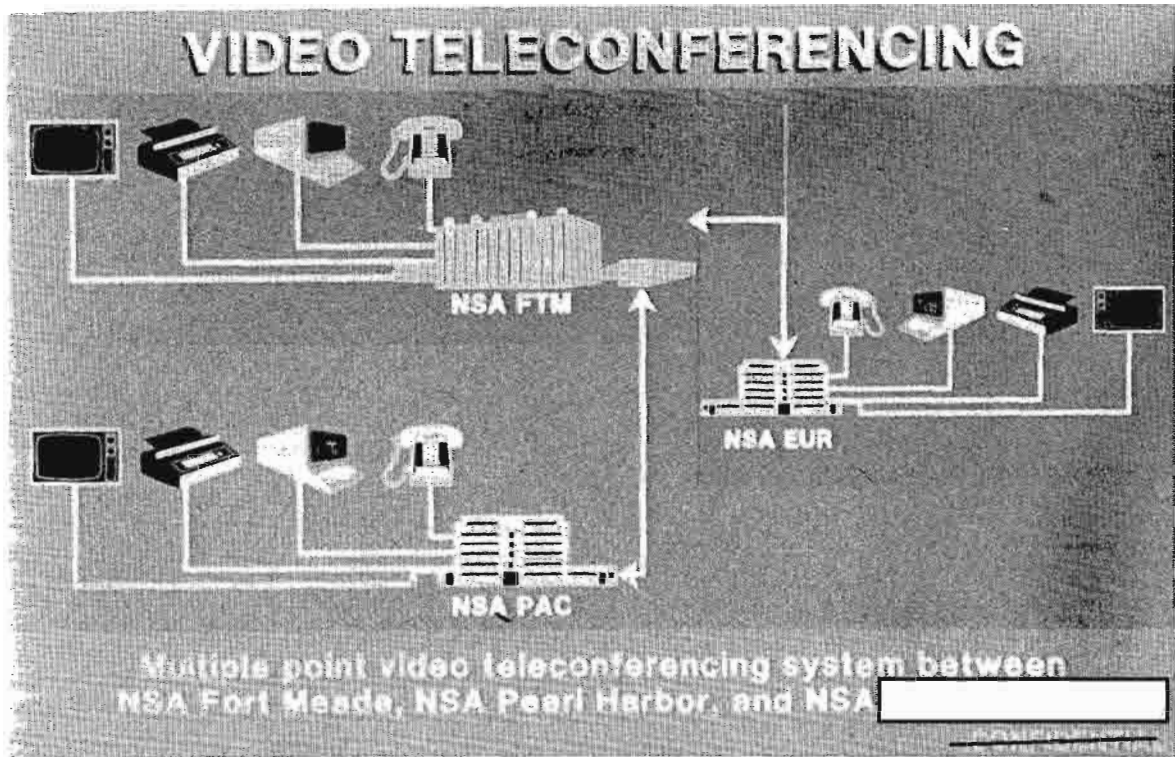 VIDEO TELECONFERENCING
NSA FTM
NSA EUR
NSA PAC
Multiple point video teleconferencing system between
NSA Fort Meade, NSA Pearl Harbor, and NSA
CONFIDENTIAL